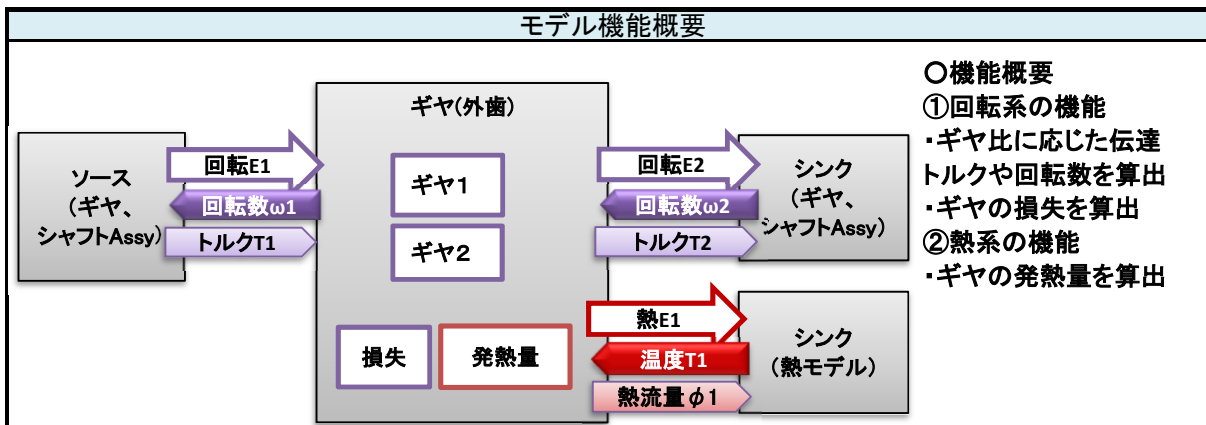 モデル機能概要
ソース
(ギヤ、
シャフトAssy)
回転E1
回転数ω1
トルクT1
ギヤ(外歯)
ギヤ1
ギヤ2
損失
発熱量
回転E2
回転数ω2
トルクT2
シンク
(ギヤ、
シャフトAssy)
熱E1
温度T1
熱流量φ1
シンク
(熱モデル)
〇機能概要
①回転系の機能
・ギヤ比に応じた伝達
トルクや回転数を算出
・ギヤの損失を算出
②熱系の機能
・ギヤの発熱量を算出